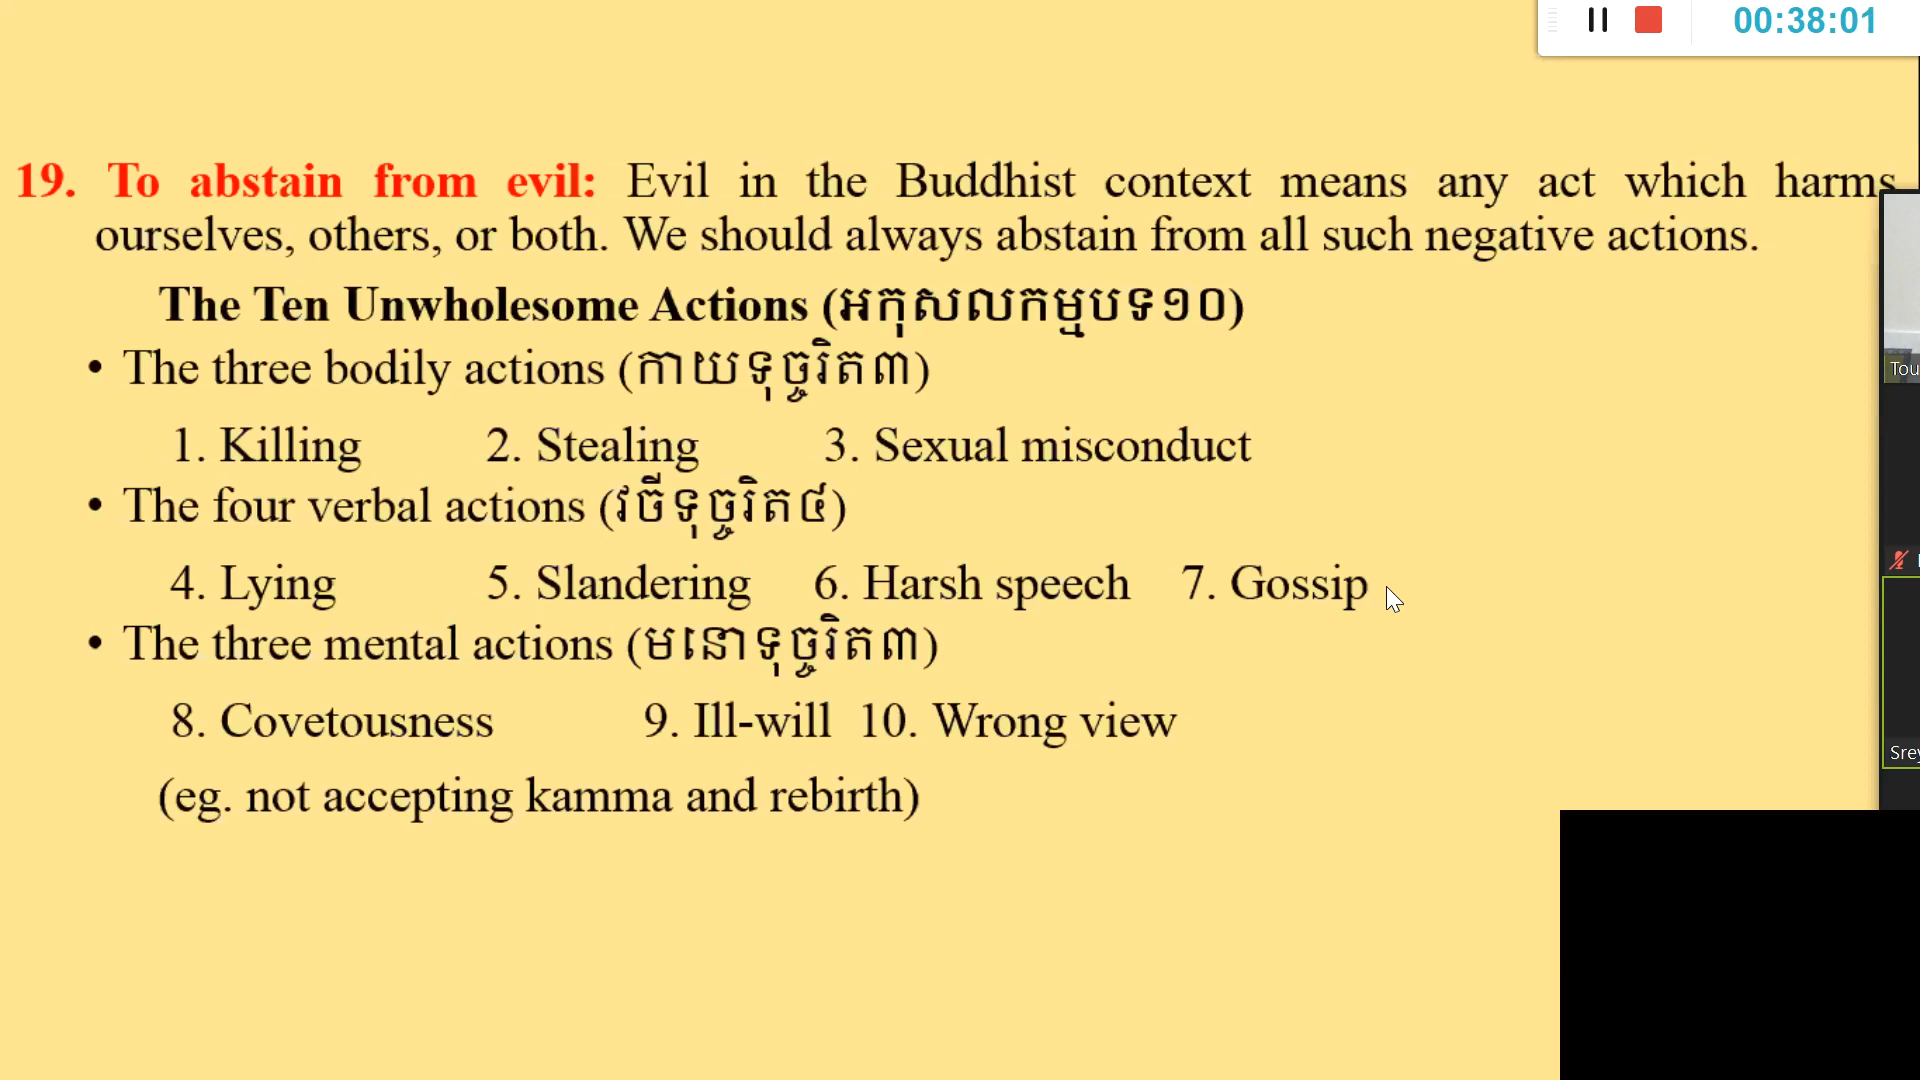 00:38:01
19. To abstain from evil: Evil in the Buddhist context means any act which harms
ourselves, others, or both. We should always abstain from all such negative actions.
The Ten Unwholesome Actions (អកុសលកម្មបទ១០)
• The three bodily actions (កាយទុច្ចរិត៣)
1. Killing 2. Stealing 3. Sexual misconduct
• The four verbal actions (វចីទុច្ចរិត៤)
4. Lying 5. Slandering 6. Harsh speech 7. Gossip
• The three mental actions (មនោទុច្ចរិត៣)
8. Covetousness 9. Ill-will 10. Wrong view
(eg. not accepting kamma and rebirth)
Tou
Srey